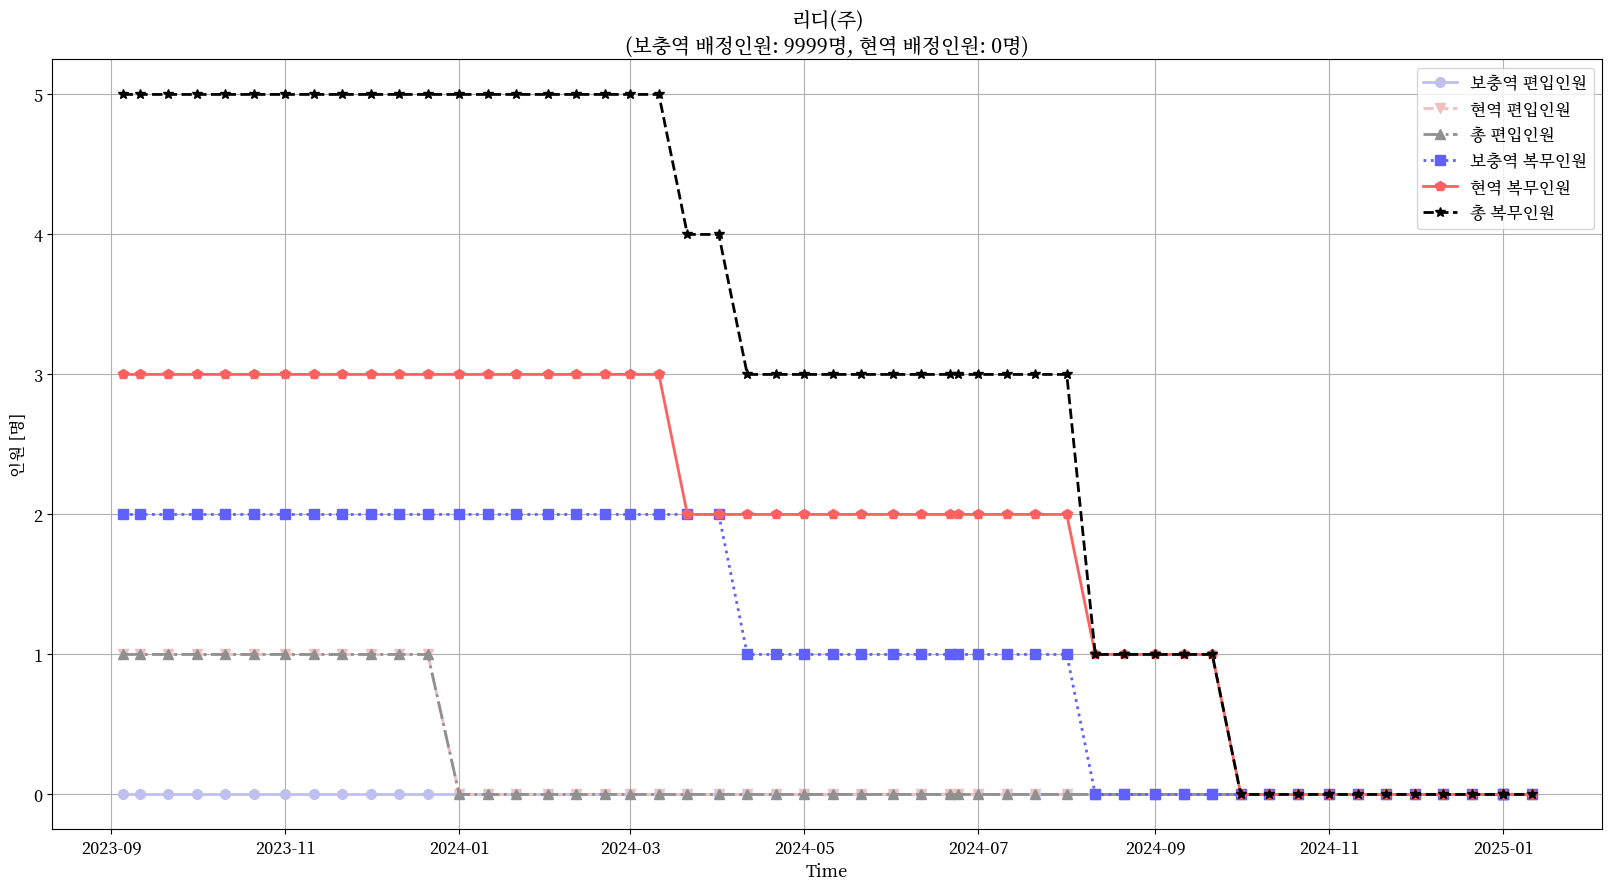 리디(주)
(보충역 배정인원: 9999명, 현역 배정인원: 0명)
보충역 편입인원
현역 편입인원
총 편입인원
보충역 복무인원
현역 복무인원
총 복무인원
인원 [명]
5
4
3
2
1
0
2023-09
2023-11
2024-01
2024-03
2024-05
2024-07
2024-09
2024-11
2025-01
Time